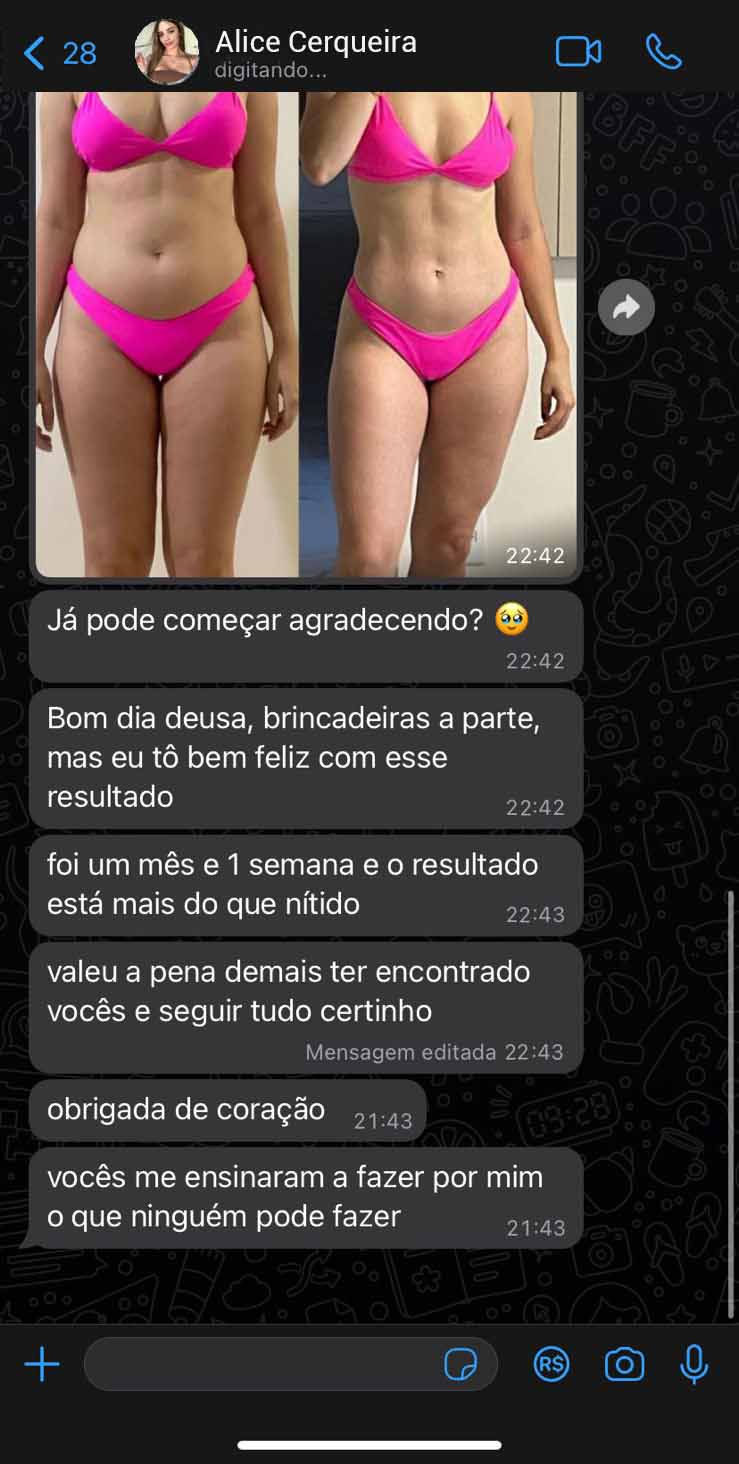 28
Alice Cerqueira
digitando...
22:42
Já pode começar agradecendo? 🥹
22:42
Bom dia deusa, brincadeiras a parte,
mas eu tô bem feliz com esse
resultado
22:42
foi um mês e 1 semana e o resultado
está mais do que nítido
22:43
valeu a pena demais ter encontrado
vocês e seguir tudo certinho
Mensagem editada 22:43
obrigada de coração 21:43
vocês me ensinaram a fazer por mim
o que ninguém pode fazer
21:43
BFF
09:28
R$